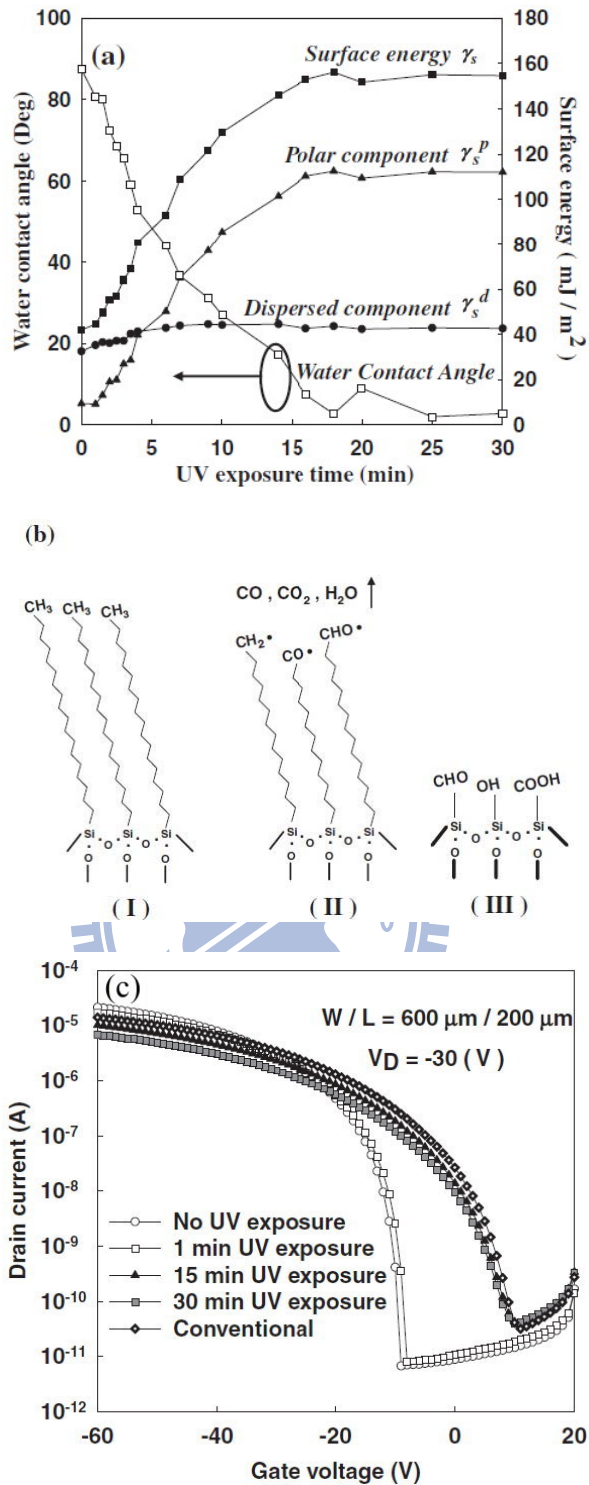 (a)
Surface energy γs
Polar component γs^p
Dispersed component γs^d
Water Contact Angle
Water contact angle (Deg)
100
80
60
40
20
0
Surface energy ( mJ / m²)
180
160
140
120
100
80
60
40
20
0
0 5 10 15 20 25 30
UV exposure time (min)
(b)
CO , CO₂ , H₂O
CH₃ CH₃ CH₃
CH₂• CO• CHO•
CHO OH COOH
Si Si Si
O O
O O O
Si Si Si
O O
O O O
Si Si Si
O O
O O O
( I ) ( II ) ( III )
(c)
W / L = 600 μm / 200 μm
V_D = -30 ( V )
Drain current (A)
10⁻⁴
10⁻⁵
10⁻⁶
10⁻⁷
10⁻⁸
10⁻⁹
10⁻¹⁰
10⁻¹¹
10⁻¹²
No UV exposure
1 min UV exposure
15 min UV exposure
30 min UV exposure
Conventional
-60 -40 -20 0 20
Gate voltage (V)